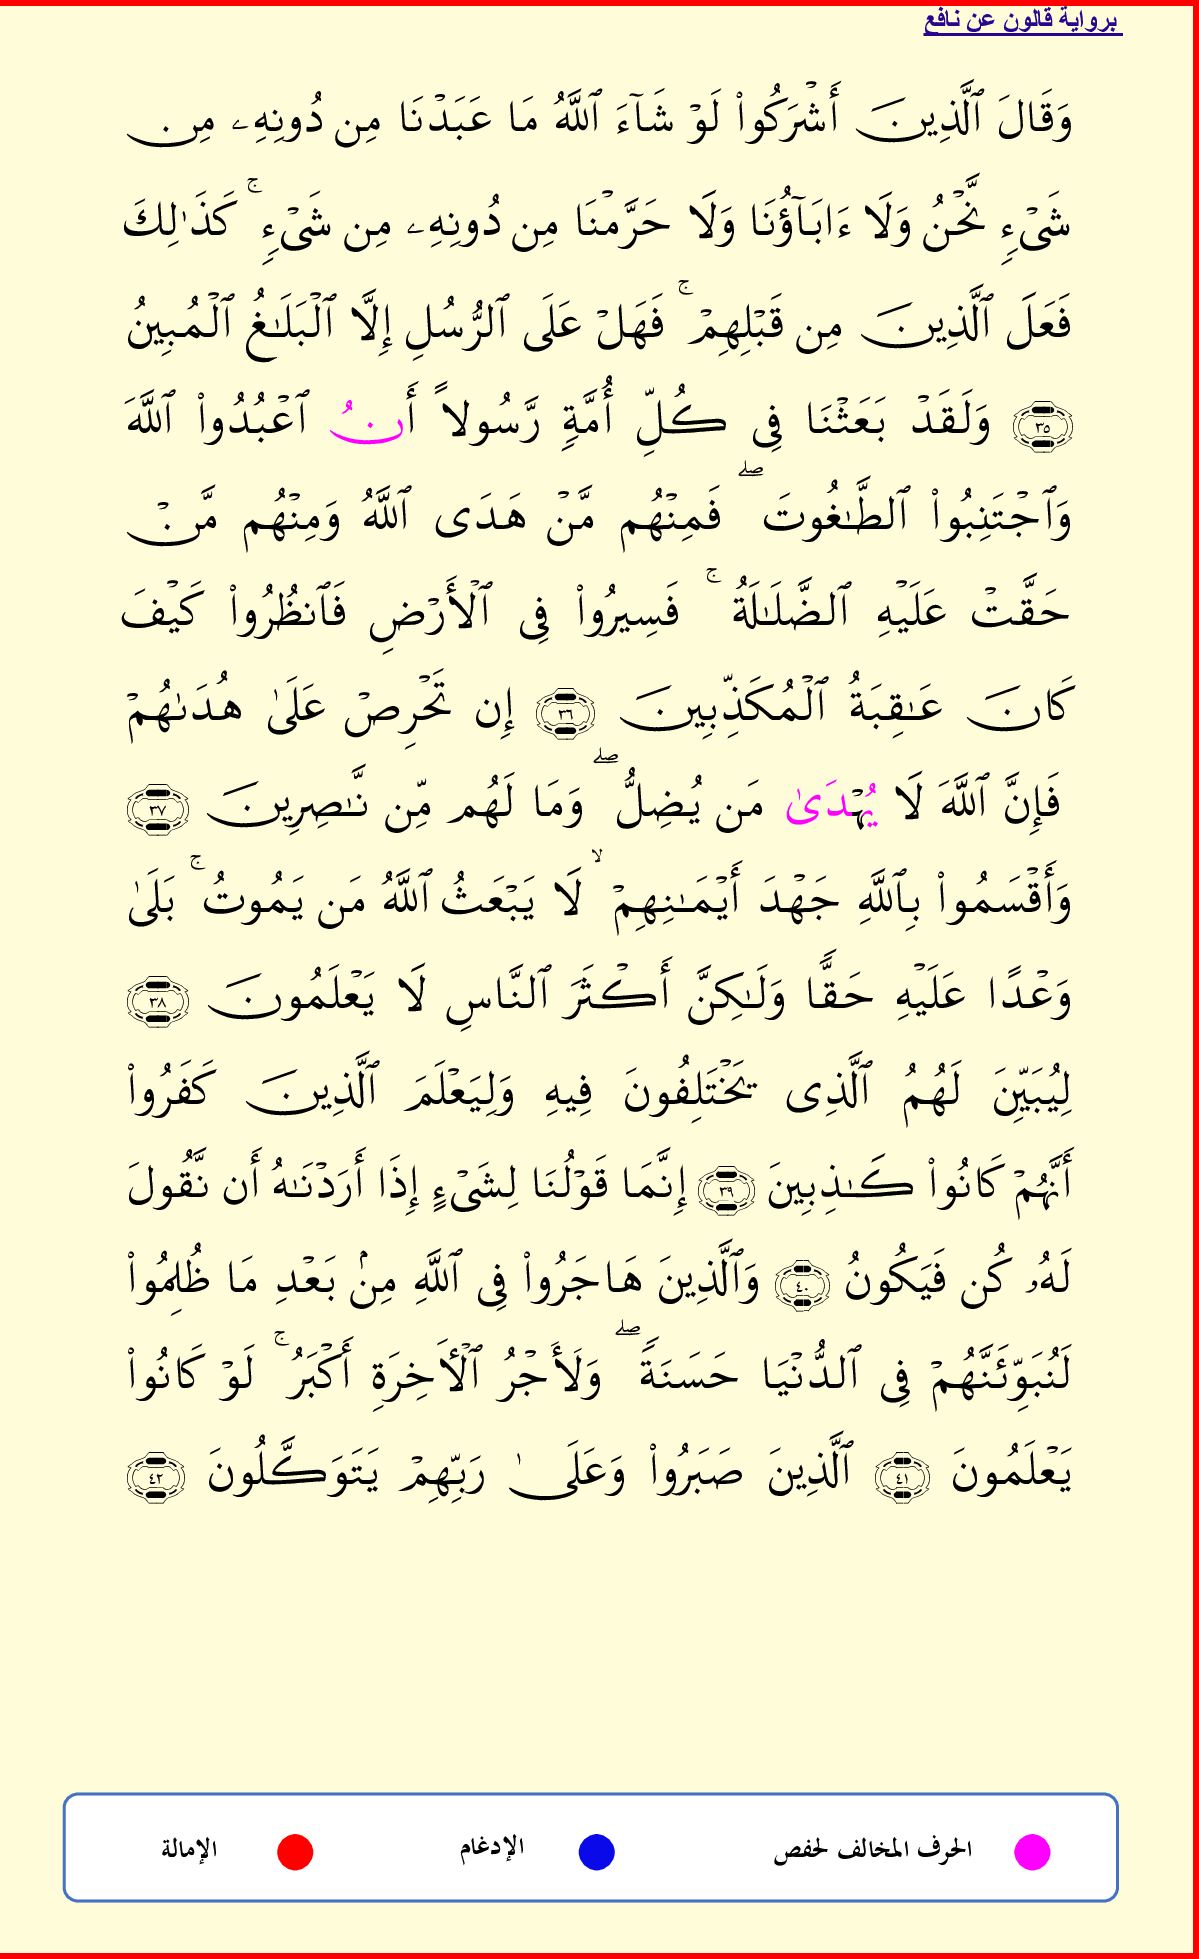 برواية قالون عن نافع
وَقَالَ ٱلَّذِينَ أَشْرَكُوا۟ لَوْ شَآءَ ٱللَّهُ مَا عَبَدْنَا مِن دُونِهِۦ مِن
شَىْءٍۢ نَّحْنُ وَلَا ءَابَآؤُنَا وَلَا حَرَّمْنَا مِن دُونِهِۦ مِن شَىْءٍۢ ۚ كَذَٰلِكَ
فَعَلَ ٱلَّذِينَ مِن قَبْلِهِمْ ۚ فَهَلْ عَلَى ٱلرُّسُلِ إِلَّا ٱلْبَلَـٰغُ ٱلْمُبِينُ
٣٥ وَلَقَدْ بَعَثْنَا فِى كُلِّ أُمَّةٍۢ رَّسُولًا أَنُ ٱعْبُدُوا۟ ٱللَّهَ
وَٱجْتَنِبُوا۟ ٱلطَّـٰغُوتَ ۖ فَمِنْهُم مَّنْ هَدَى ٱللَّهُ وَمِنْهُم مَّنْ
حَقَّتْ عَلَيْهِ ٱلضَّلَـٰلَةُ ۚ فَسِيرُوا۟ فِى ٱلْأَرْضِ فَٱنظُرُوا۟ كَيْفَ
كَانَ عَـٰقِبَةُ ٱلْمُكَذِّبِينَ ٣٦ إِن تَحْرِصْ عَلَىٰ هُدَىٰهُمْ
فَإِنَّ ٱللَّهَ لَا يُهْدَىٰ مَن يُضِلُّ ۖ وَمَا لَهُم مِّن نَّـٰصِرِينَ ٣٧
وَأَقْسَمُوا۟ بِٱللَّهِ جَهْدَ أَيْمَـٰنِهِمْ ۙ لَا يَبْعَثُ ٱللَّهُ مَن يَمُوتُ ۚ بَلَىٰ
وَعْدًا عَلَيْهِ حَقًّا وَلَـٰكِنَّ أَكْثَرَ ٱلنَّاسِ لَا يَعْلَمُونَ ٣٨
لِيُبَيِّنَ لَهُمُ ٱلَّذِى يَخْتَلِفُونَ فِيهِ وَلِيَعْلَمَ ٱلَّذِينَ كَفَرُوا۟
أَنَّهُمْ كَانُوا۟ كَـٰذِبِينَ ٣٩ إِنَّمَا قَوْلُنَا لِشَىْءٍ إِذَا أَرَدْنَـٰهُ أَن نَّقُولَ
لَهُۥ كُن فَيَكُونُ ٤٠ وَٱلَّذِينَ هَاجَرُوا۟ فِى ٱللَّهِ مِنۢ بَعْدِ مَا ظُلِمُوا۟
لَنُبَوِّئَنَّهُمْ فِى ٱلدُّنْيَا حَسَنَةً ۖ وَلَأَجْرُ ٱلْأَخِرَةِ أَكْبَرُ ۚ لَوْ كَانُوا۟
يَعْلَمُونَ ٤١ ٱلَّذِينَ صَبَرُوا۟ وَعَلَىٰ رَبِّهِمْ يَتَوَكَّلُونَ ٤٢
الحرف المخالف لحفص الإدغام الإمالة